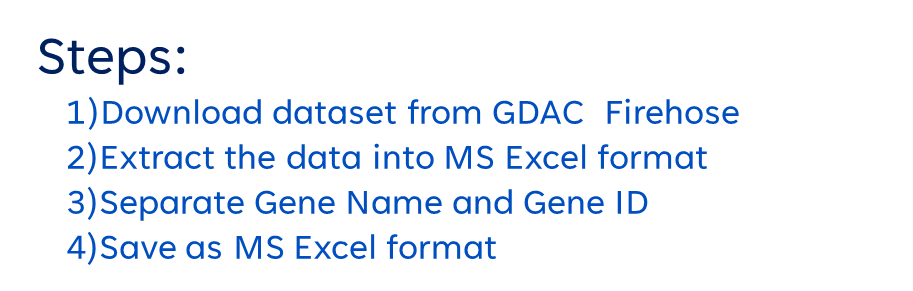 Steps:
1)Download dataset from GDAC  Firehose
2)Extract the data into MS Excel format
3)Separate Gene Name and Gene ID
4)Save as MS Excel format